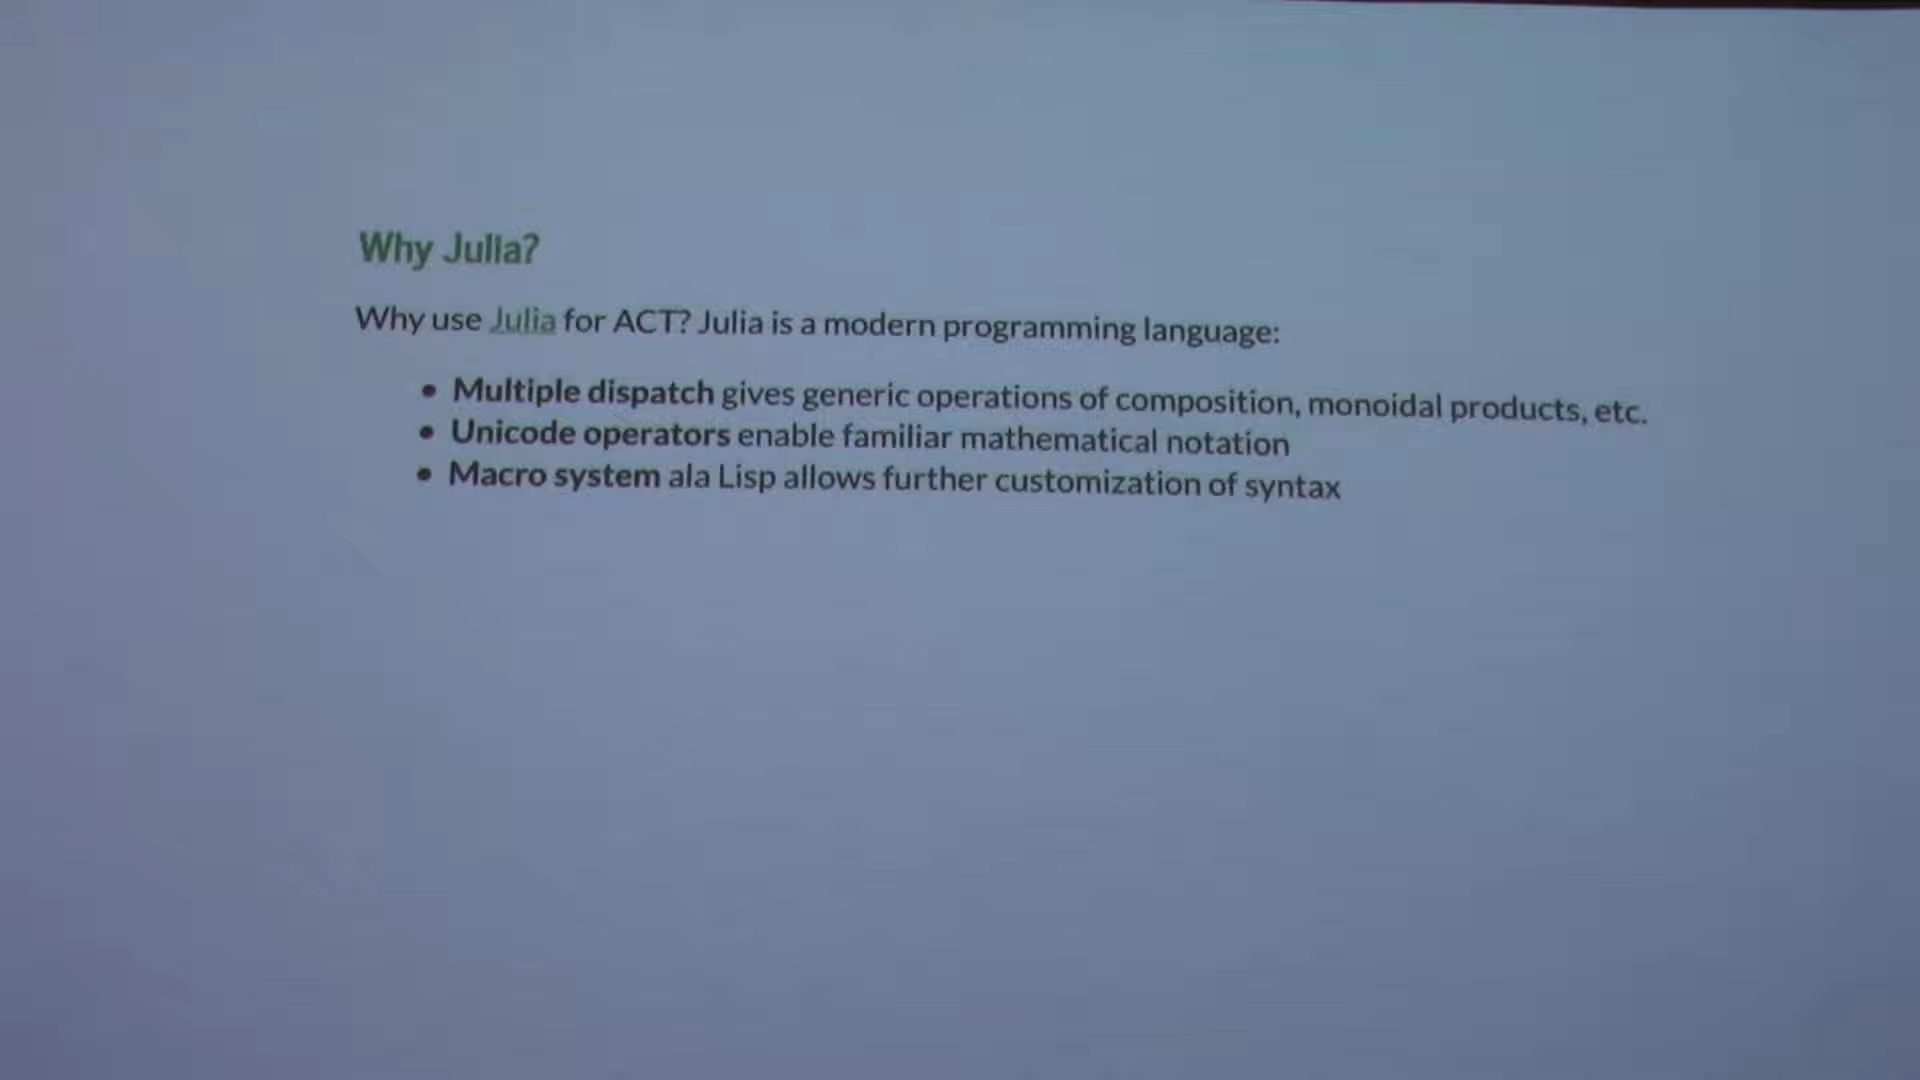 Why Julia?
Why use Julia for ACT? Julia is a modern programming language:
• Multiple dispatch gives generic operations of composition, monoidal products, etc.
• Unicode operators enable familiar mathematical notation
• Macro system ala Lisp allows further customization of syntax